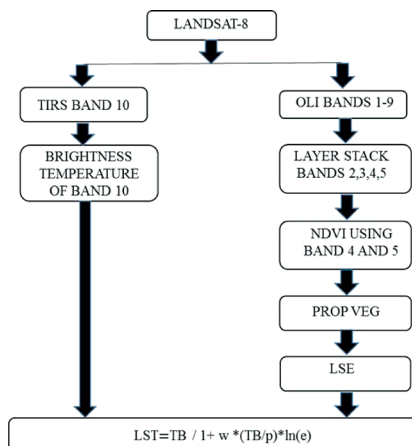 LANDSAT-8
TIRS BAND 10
OLI BANDS 1-9
BRIGHTNESS
TEMPERATURE
OF BAND 10
LAYER STACK
BANDS 2,3,4,5
NDVI USING
BAND 4 AND 5
PROP VEG
LSE
LST=TB / 1+ w *(TB/p)*ln(e)